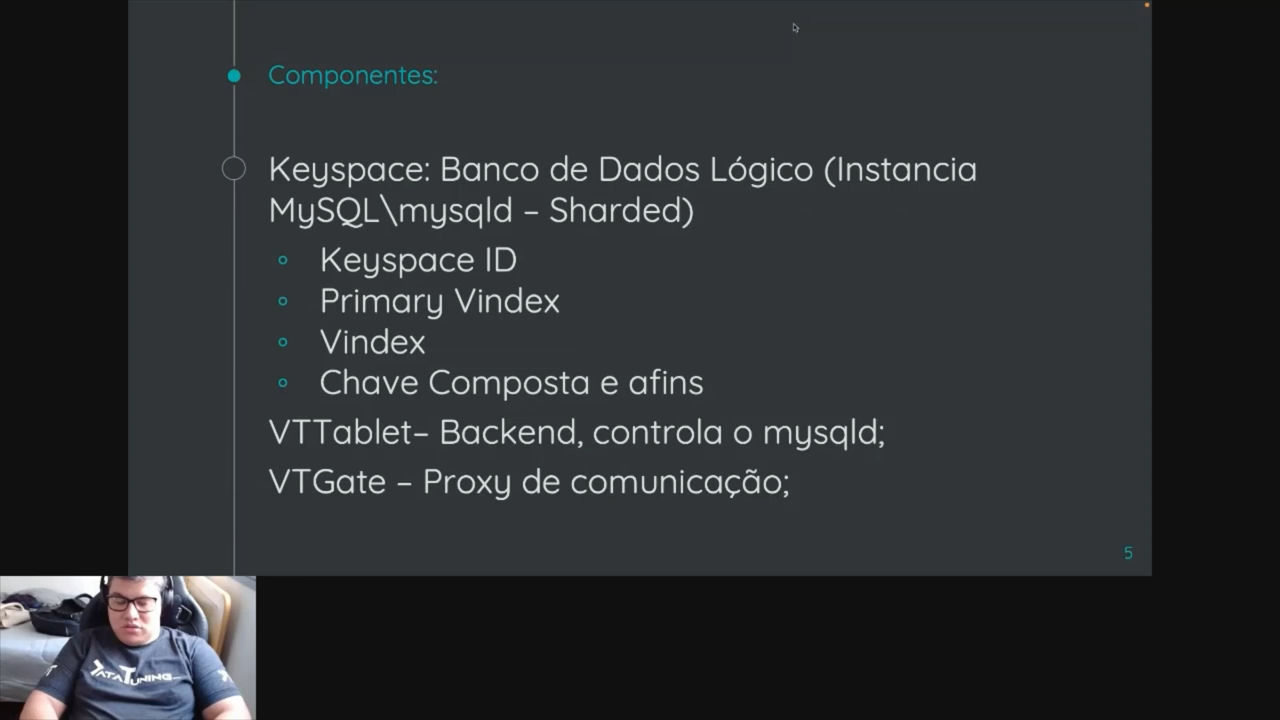 Componentes:
Keyspace: Banco de Dados Lógico (Instancia
MySQL\mysqld – Sharded)
Keyspace ID
Primary Vindex
Vindex
Chave Composta e afins
VTTablet– Backend, controla o mysqld;
VTGate – Proxy de comunicação;
5
DATATUNING